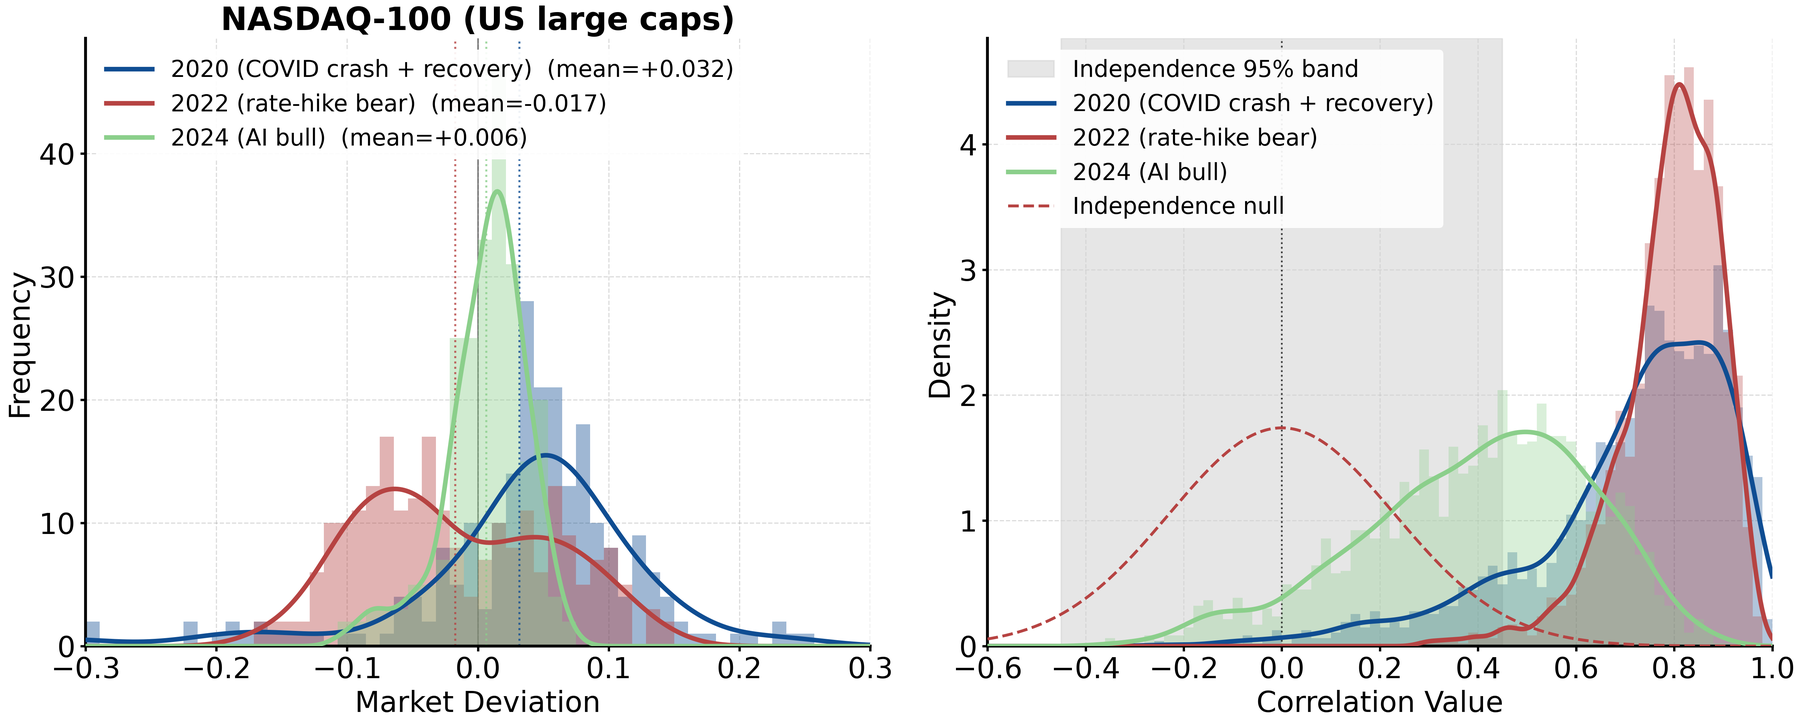 NASDAQ-100 (US large caps)
2020 (COVID crash + recovery)  (mean=+0.032)
2022 (rate-hike bear)  (mean=-0.017)
2024 (AI bull)  (mean=+0.006)
Frequency
40
30
20
10
0
−0.3 −0.2 −0.1 0.0 0.1 0.2 0.3
Market Deviation
Independence 95% band
2020 (COVID crash + recovery)
2022 (rate-hike bear)
2024 (AI bull)
Independence null
Density
4
3
2
1
0
−0.6 −0.4 −0.2 0.0 0.2 0.4 0.6 0.8 1.0
Correlation Value